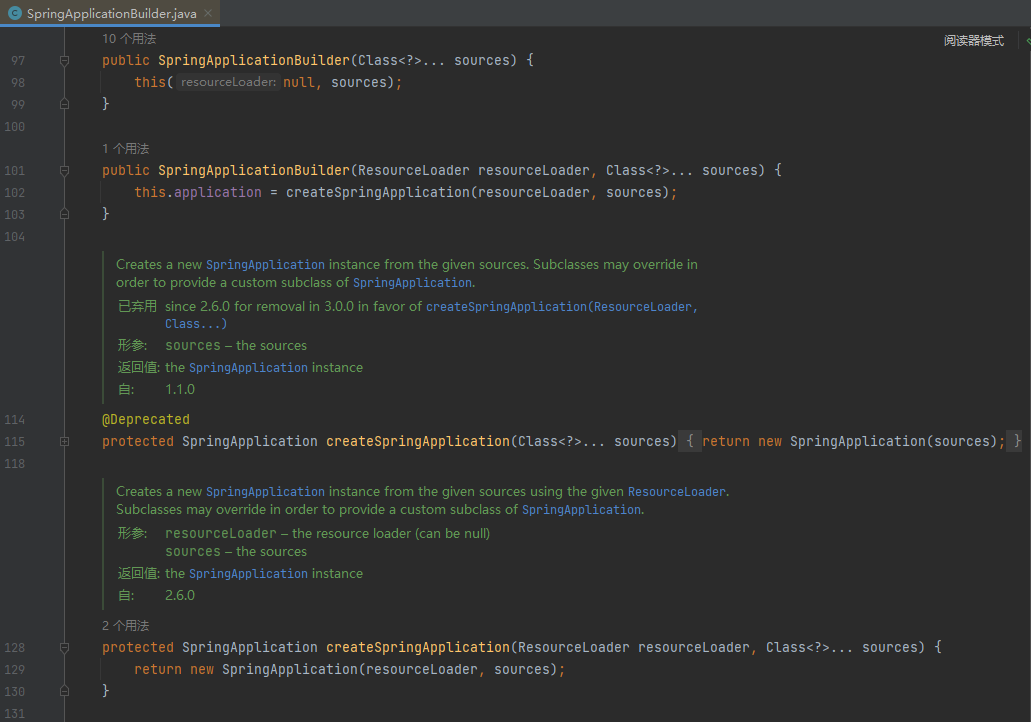 SpringApplicationBuilder.java
阅读器模式
10 个用法
97 public SpringApplicationBuilder(Class<?>... sources) {
98 this( resourceLoader: null, sources);
99 }
100
1 个用法
101 public SpringApplicationBuilder(ResourceLoader resourceLoader, Class<?>... sources) {
102 this.application = createSpringApplication(resourceLoader, sources);
103 }
104
Creates a new SpringApplication instance from the given sources. Subclasses may override in
order to provide a custom subclass of SpringApplication.
已弃用 since 2.6.0 for removal in 3.0.0 in favor of createSpringApplication(ResourceLoader,
Class...)
形参: sources – the sources
返回值: the SpringApplication instance
自: 1.1.0
114 @Deprecated
115 protected SpringApplication createSpringApplication(Class<?>... sources) { return new SpringApplication(sources); }
118
Creates a new SpringApplication instance from the given sources using the given ResourceLoader.
Subclasses may override in order to provide a custom subclass of SpringApplication.
形参: resourceLoader – the resource loader (can be null)
sources – the sources
返回值: the SpringApplication instance
自: 2.6.0
2 个用法
128 protected SpringApplication createSpringApplication(ResourceLoader resourceLoader, Class<?>... sources) {
129 return new SpringApplication(resourceLoader, sources);
130 }
131